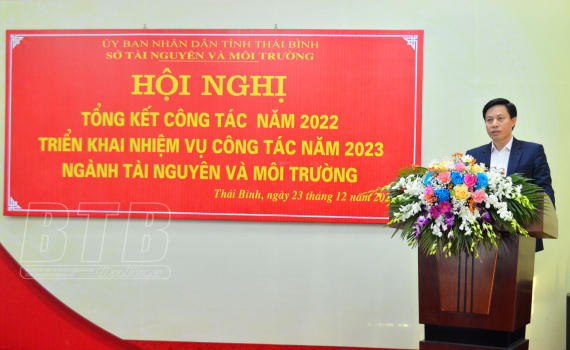 ỦY BAN NHÂN DÂN TỈNH THÁI BÌNH
SỞ TÀI NGUYÊN VÀ MÔI TRƯỜNG
HỘI NGHỊ
TỔNG KẾT CÔNG TÁC NĂM 2022
TRIỂN KHAI NHIỆM VỤ CÔNG TÁC NĂM 2023
NGÀNH TÀI NGUYÊN VÀ MÔI TRƯỜNG
Thái Bình, ngày 23 tháng 12 năm
BTB